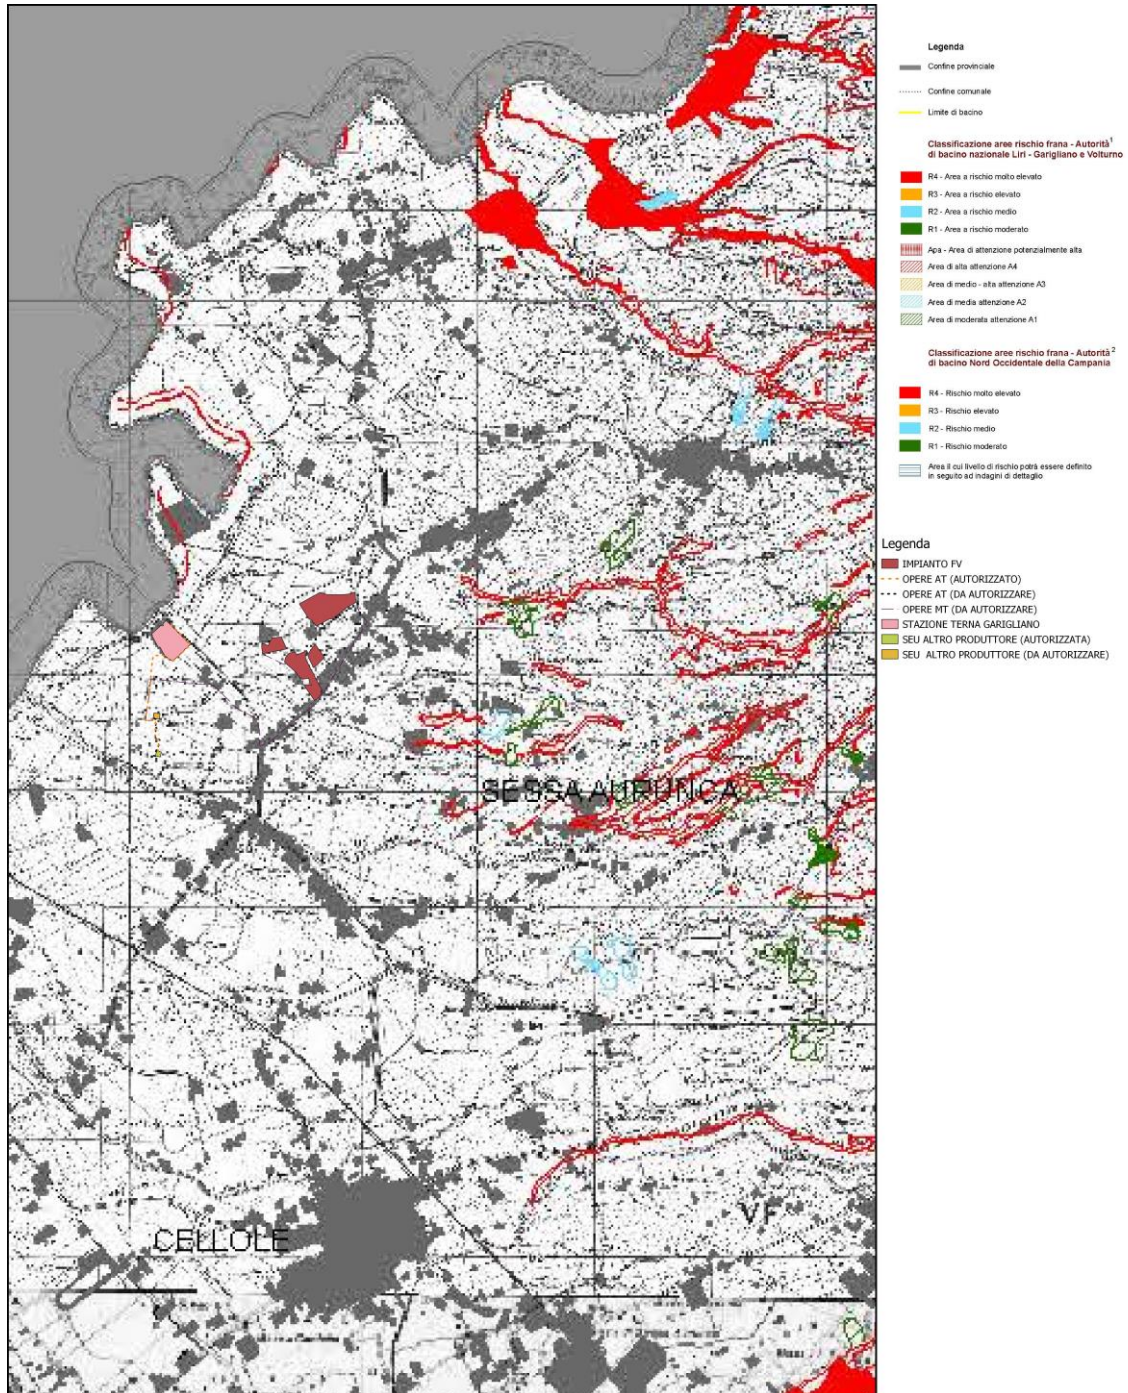 Legenda
Confine provinciale
Confine comunale
Limite di bacino
Classificazione aree rischio frana - Autorità 1
di bacino nazionale Liri - Garigliano e Volturno
R4 - Area a rischio molto elevato
R3 - Area a rischio elevato
R2 - Area a rischio medio
R1 - Area a rischio moderato
Apa - Area di attenzione potenzialmente alta
Area di alta attenzione A4
Area di medio - alta attenzione A3
Area di media attenzione A2
Area di moderata attenzione A1
Classificazione aree rischio frana - Autorità 2
di bacino Nord Occidentale della Campania
R4 - Rischio molto elevato
R3 - Rischio elevato
R2 - Rischio medio
R1 - Rischio moderato
Area il cui livello di rischio potrà essere definito
in seguito ad indagini di dettaglio
Legenda
IMPIANTO FV
OPERE AT (AUTORIZZATO)
OPERE AT (DA AUTORIZZARE)
OPERE MT (DA AUTORIZZARE)
STAZIONE TERNA GARIGLIANO
SEU ALTRO PRODUTTORE (AUTORIZZATA)
SEU ALTRO PRODUTTORE (DA AUTORIZZARE)
SESSA AURUNCA
CELLOLE